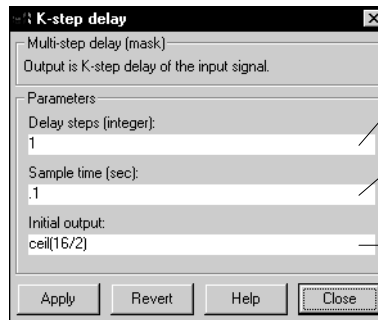 K-step delay
Multi-step delay (mask)
Output is K-step delay of the input signal.
Parameters
Delay steps (integer):
1
Sample time (sec):
.1
Initial output:
ceil(16/2)
Apply Revert Help Close